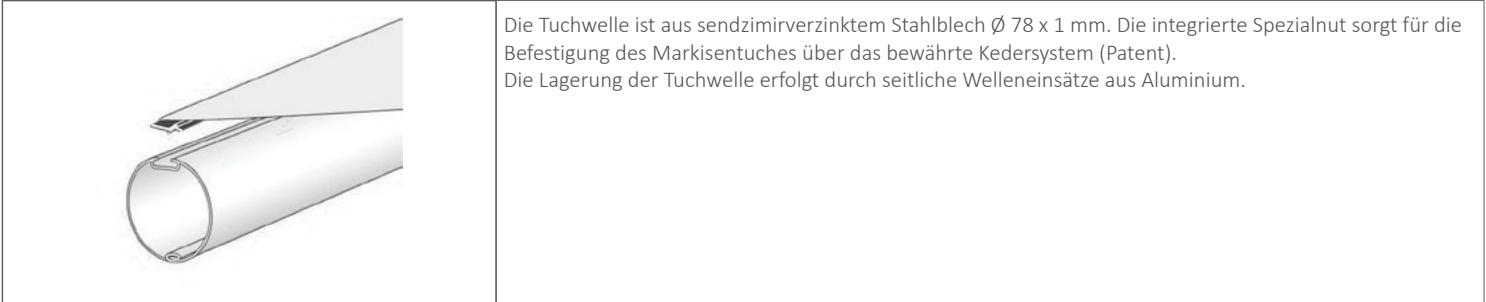 Die Tuchwelle ist aus sendzimirverzinktem Stahlblech Ø 78 x 1 mm. Die integrierte Spezialnut sorgt für die
Befestigung des Markisentuches über das bewährte Kedersystem (Patent).
Die Lagerung der Tuchwelle erfolgt durch seitliche Welleneinsätze aus Aluminium.